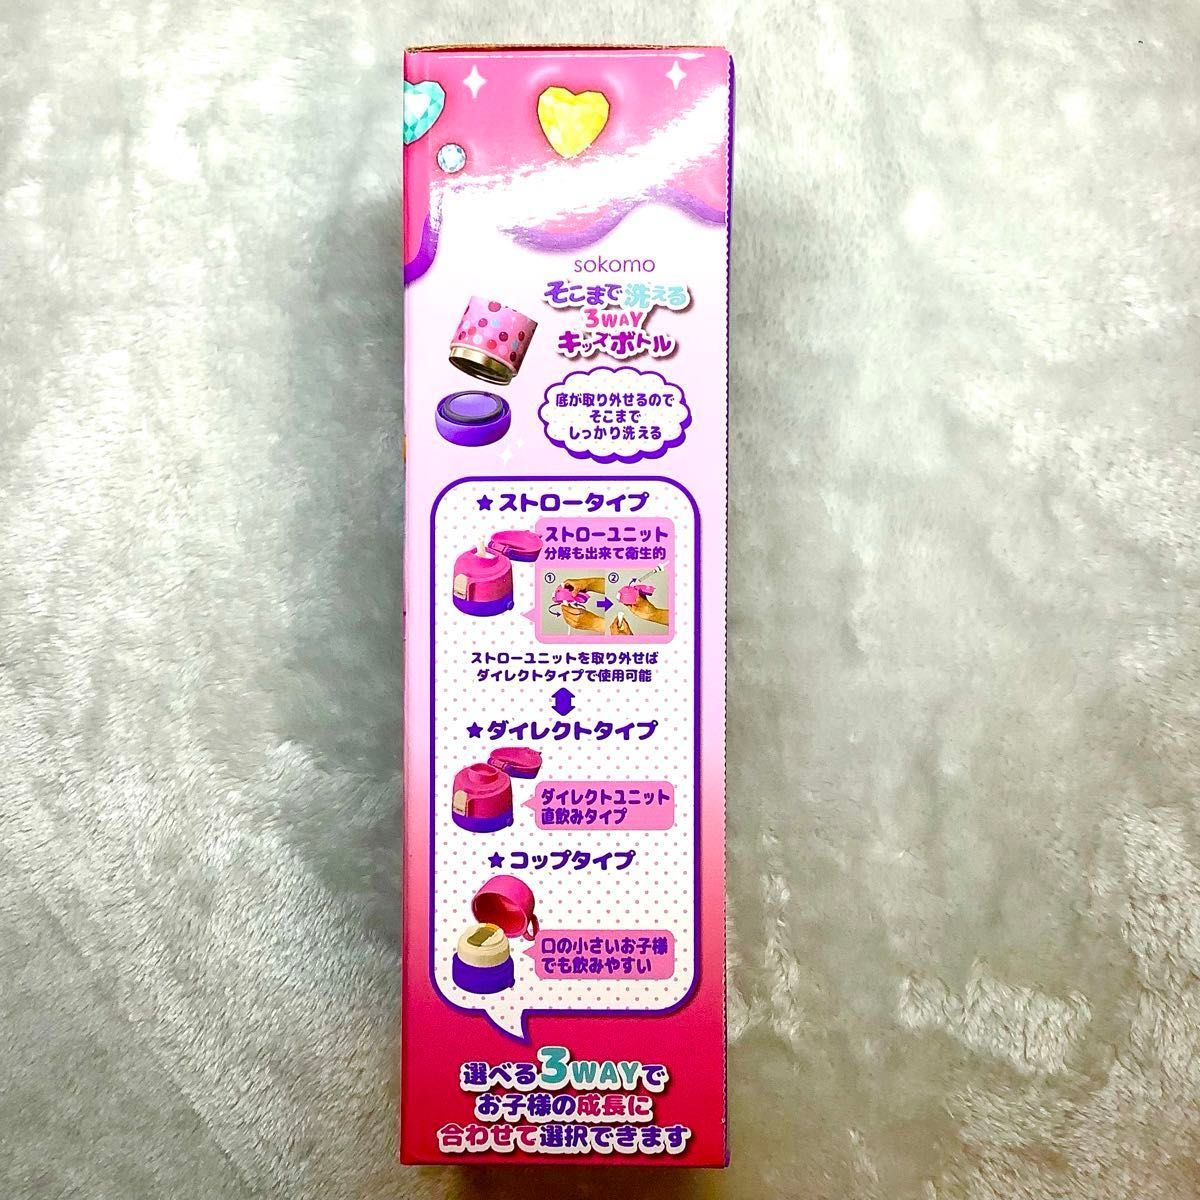 sokomo
そこまで洗える
3WAY
キッズボトル
底が取り外せるので
そこまで
しっかり洗える
★ストロータイプ
ストローユニット
分解も出来て衛生的
① ②
ストローユニットを取り外せば
ダイレクトタイプで使用可能
★ダイレクトタイプ
ダイレクトユニット
直飲みタイプ
★コップタイプ
口の小さいお子様
でも飲みやすい
選べる3WAYで
お子様の成長に
合わせて選択できます